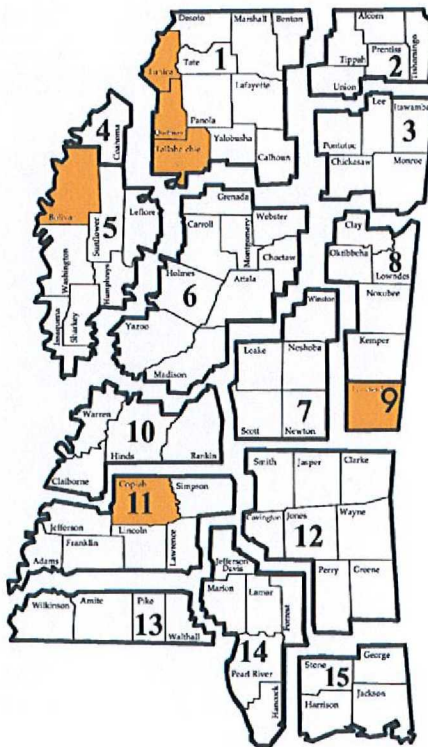 Desoto
Marshall
Benton
Tunica
Tate
1
Lafayette
Panola
Quitman
Yalobusha
Tallahachie
Calhoun
Alcorn
Tippah
Prentiss
Tishomingo
2
Union
Lee
Itawamba
Pontotoc
3
Chickasaw
Monroe
4
Coahoma
Bolivar
Sunflower
5
Leflore
Washington
Humphreys
Issaquena
Sharkey
Grenada
Carroll
Montgomery
Webster
Choctaw
Holmes
6
Attala
Yazoo
Madison
Clay
Oktibbeha
8
Lowndes
Noxubee
Kemper
9
Winston
Leake
Neshoba
7
Scott
Newton
Warren
10
Hinds
Rankin
Claiborne
Copiah
Simpson
11
Jefferson
Lincoln
Lawrence
Franklin
Adams
Smith
Jasper
Clarke
Covington
Jones
Wayne
12
Perry
Greene
Wilkinson
Amite
Pike
13
Walthall
Jefferson
Davis
Marion
Lamar
Forrest
14
Pearl River
Hancock
Stone
George
15
Harrison
Jackson